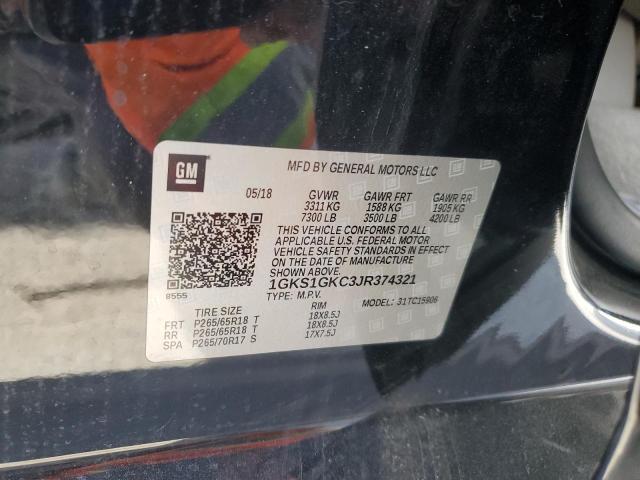 GM
MFD BY GENERAL MOTORS LLC
05/18 GVWR GAWR FRT GAWR RR
3311 KG 1588 KG 1905 KG
7300 LB 3500 LB 4200 LB
THIS VEHICLE CONFORMS TO ALL
APPLICABLE U.S. FEDERAL MOTOR
VEHICLE SAFETY STANDARDS IN EFFECT
ON THE DATE OF MANUFACTURE
SHOWN ABOVE.
8555
1GKS1GKC3JR374321
TYPE: M.P.V. MODEL: 31TC15906
TIRE SIZE RIM
FRT P265/65R18 T 18X8.5J
RR P265/65R18 T 18X8.5J
SPA P265/70R17 S 17X7.5J